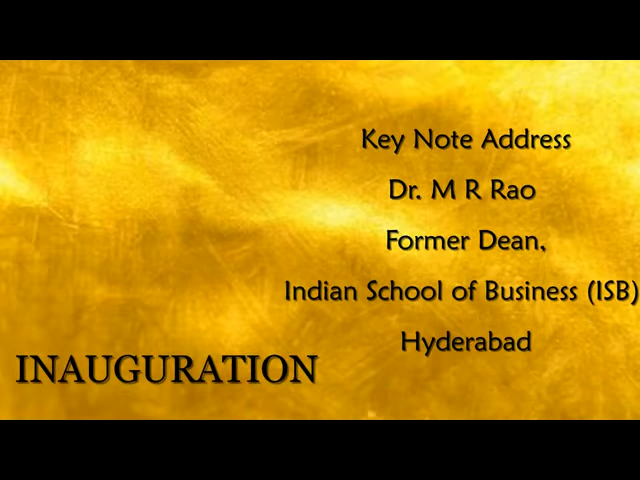 Key Note Address
Dr. M R Rao
Former Dean,
Indian School of Business (ISB)
Hyderabad
INAUGURATION